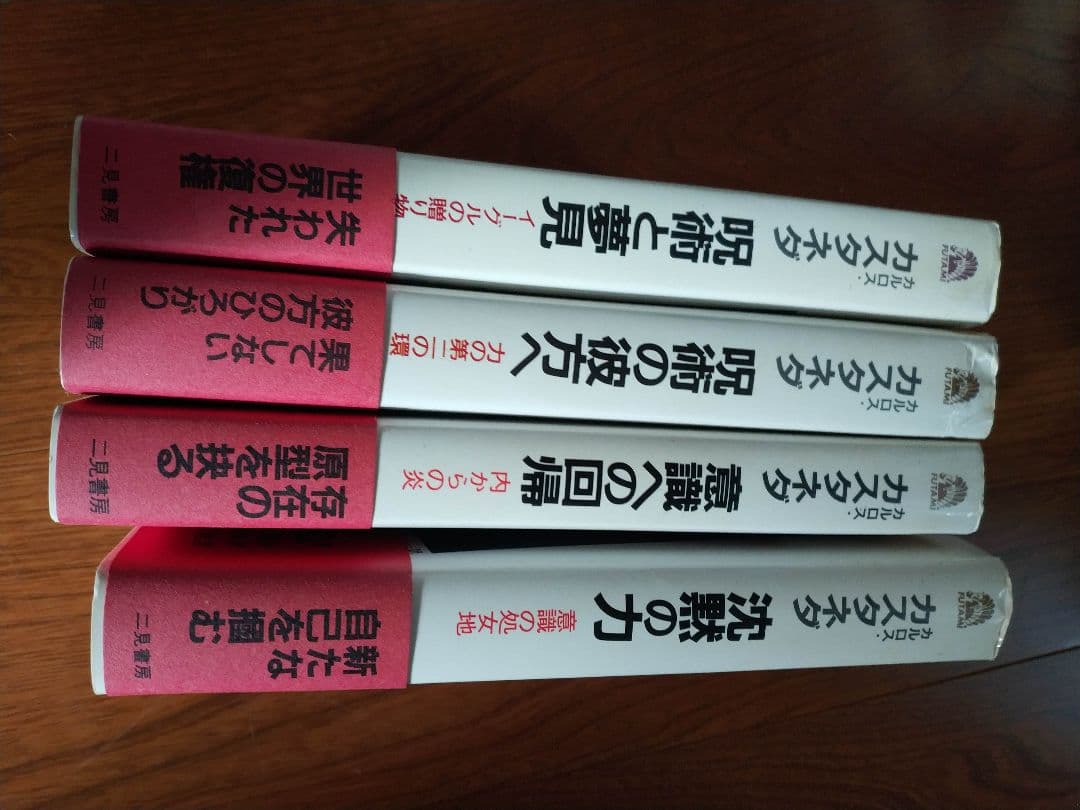 カルロス・
カスタネダ
呪術と夢見
イーグルの贈り物
失われた
世界の復権
二見書房
FUTAMI
カルロス・
カスタネダ
呪術の彼方へ
力の第二の環
果てしない
彼方のひろがり
二見書房
FUTAMI
カルロス・
カスタネダ
意識への回帰
内からの炎
存在の
原型を抉る
二見書房
FUTAMI
カルロス・
カスタネダ
沈黙の力
意識の処女地
新たな
自己を掴む
二見書房
FUTAMI